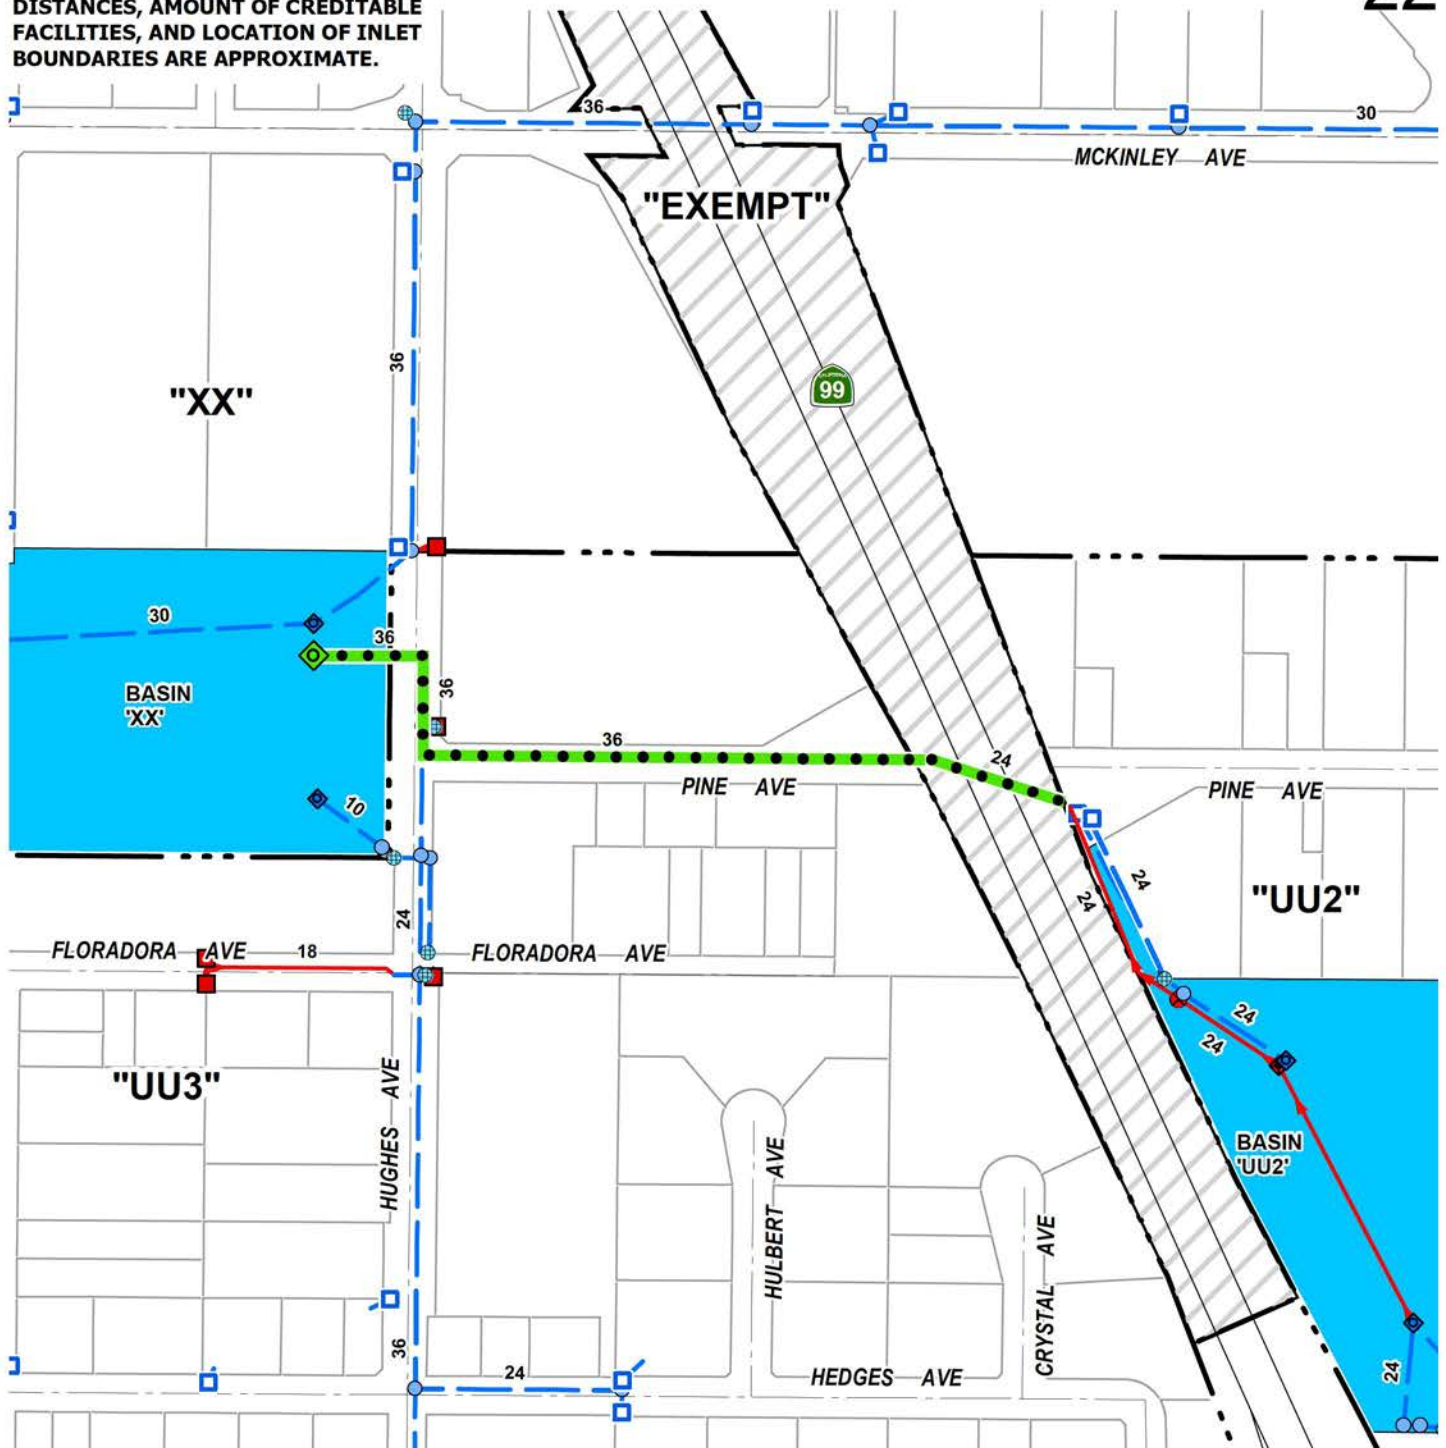 DISTANCES, AMOUNT OF CREDITABLE
FACILITIES, AND LOCATION OF INLET
BOUNDARIES ARE APPROXIMATE.
36
30
MCKINLEY AVE
"EXEMPT"
36
CALIFORNIA
99
"XX"
30
36
36
BASIN
'XX'
36
24
PINE AVE
PINE AVE
10
24
24
"UU2"
24
FLORADORA AVE
18
FLORADORA AVE
24
24
"UU3"
HUGHES AVE
HULBERT AVE
BASIN
'UU2'
CRYSTAL AVE
36
24
HEDGES AVE
24